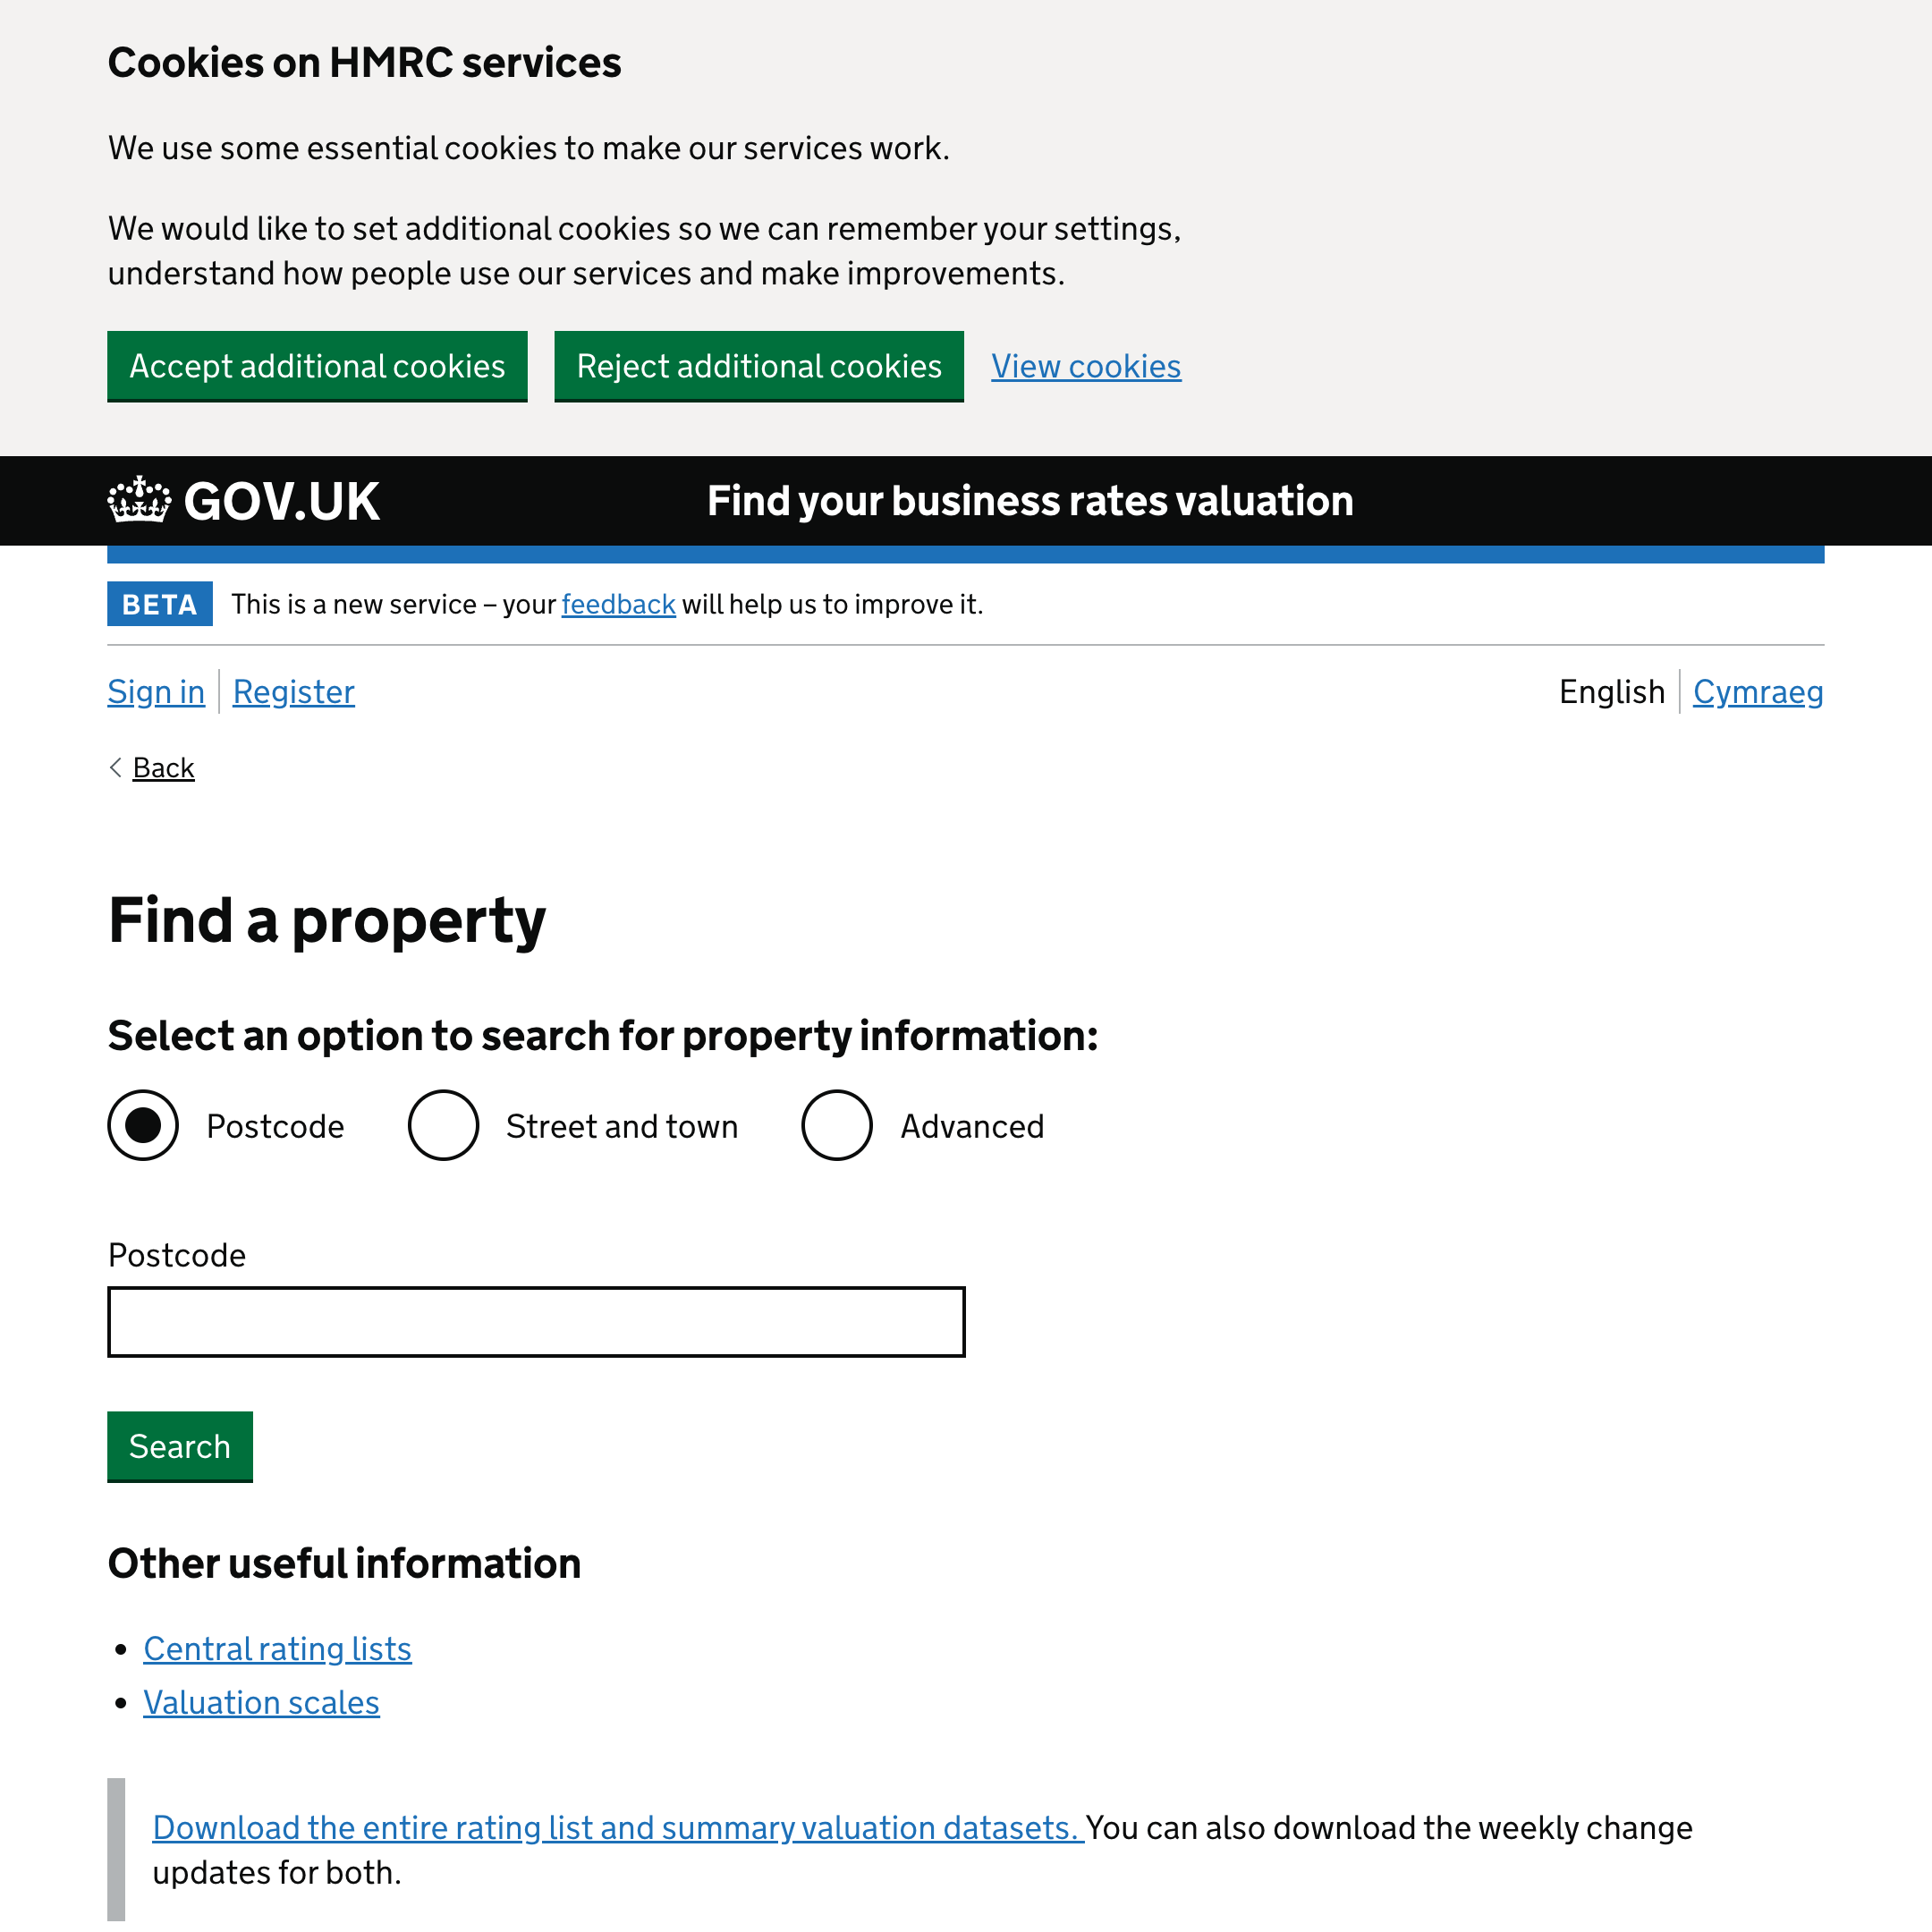 Cookies on HMRC services
We use some essential cookies to make our services work.
We would like to set additional cookies so we can remember your settings,
understand how people use our services and make improvements.
Accept additional cookies Reject additional cookies View cookies
GOV.UK Find your business rates valuation
BETA This is a new service – your feedback will help us to improve it.
Sign in Register English Cymraeg
Back
Find a property
Select an option to search for property information:
Postcode Street and town Advanced
Postcode
Search
Other useful information
Central rating lists
Valuation scales
Download the entire rating list and summary valuation datasets. You can also download the weekly change
updates for both.